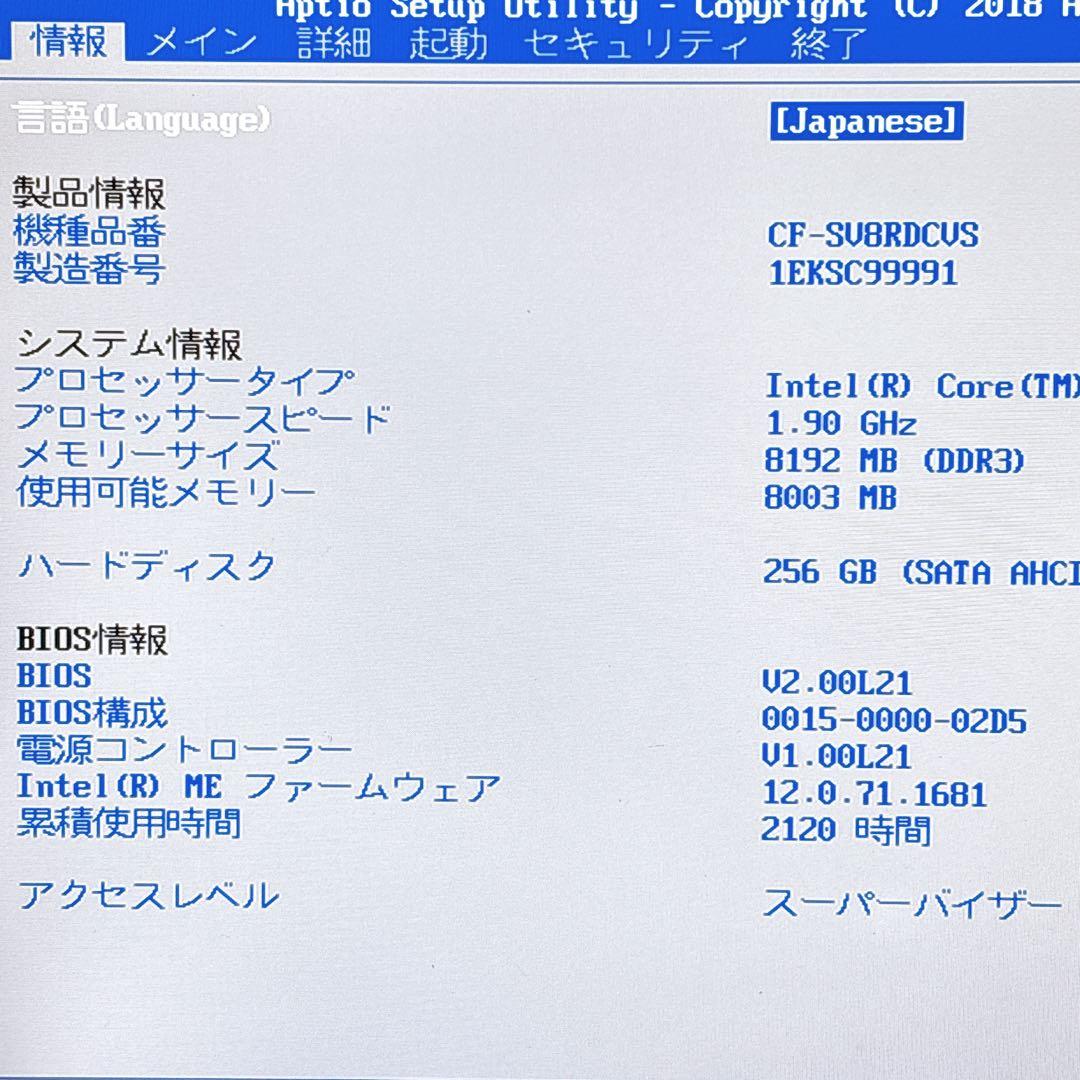 Aptio Setup Utility - Copyright (C) 2018 A
情報 メイン 詳細 起動 セキュリティ 終了
言語(Language) [Japanese]
製品情報
機種品番 CF-SV8RDCVS
製造番号 1EKSC99991
システム情報
プロセッサータイプ Intel(R) Core(TM)
プロセッサースピード 1.90 GHz
メモリーサイズ 8192 MB (DDR3)
使用可能メモリー 8003 MB
ハードディスク 256 GB (SATA AHCI
BIOS情報
BIOS V2.00L21
BIOS構成 0015-0000-02D5
電源コントローラー V1.00L21
Intel(R) ME ファームウェア 12.0.71.1681
累積使用時間 2120 時間
アクセスレベル スーパーバイザー